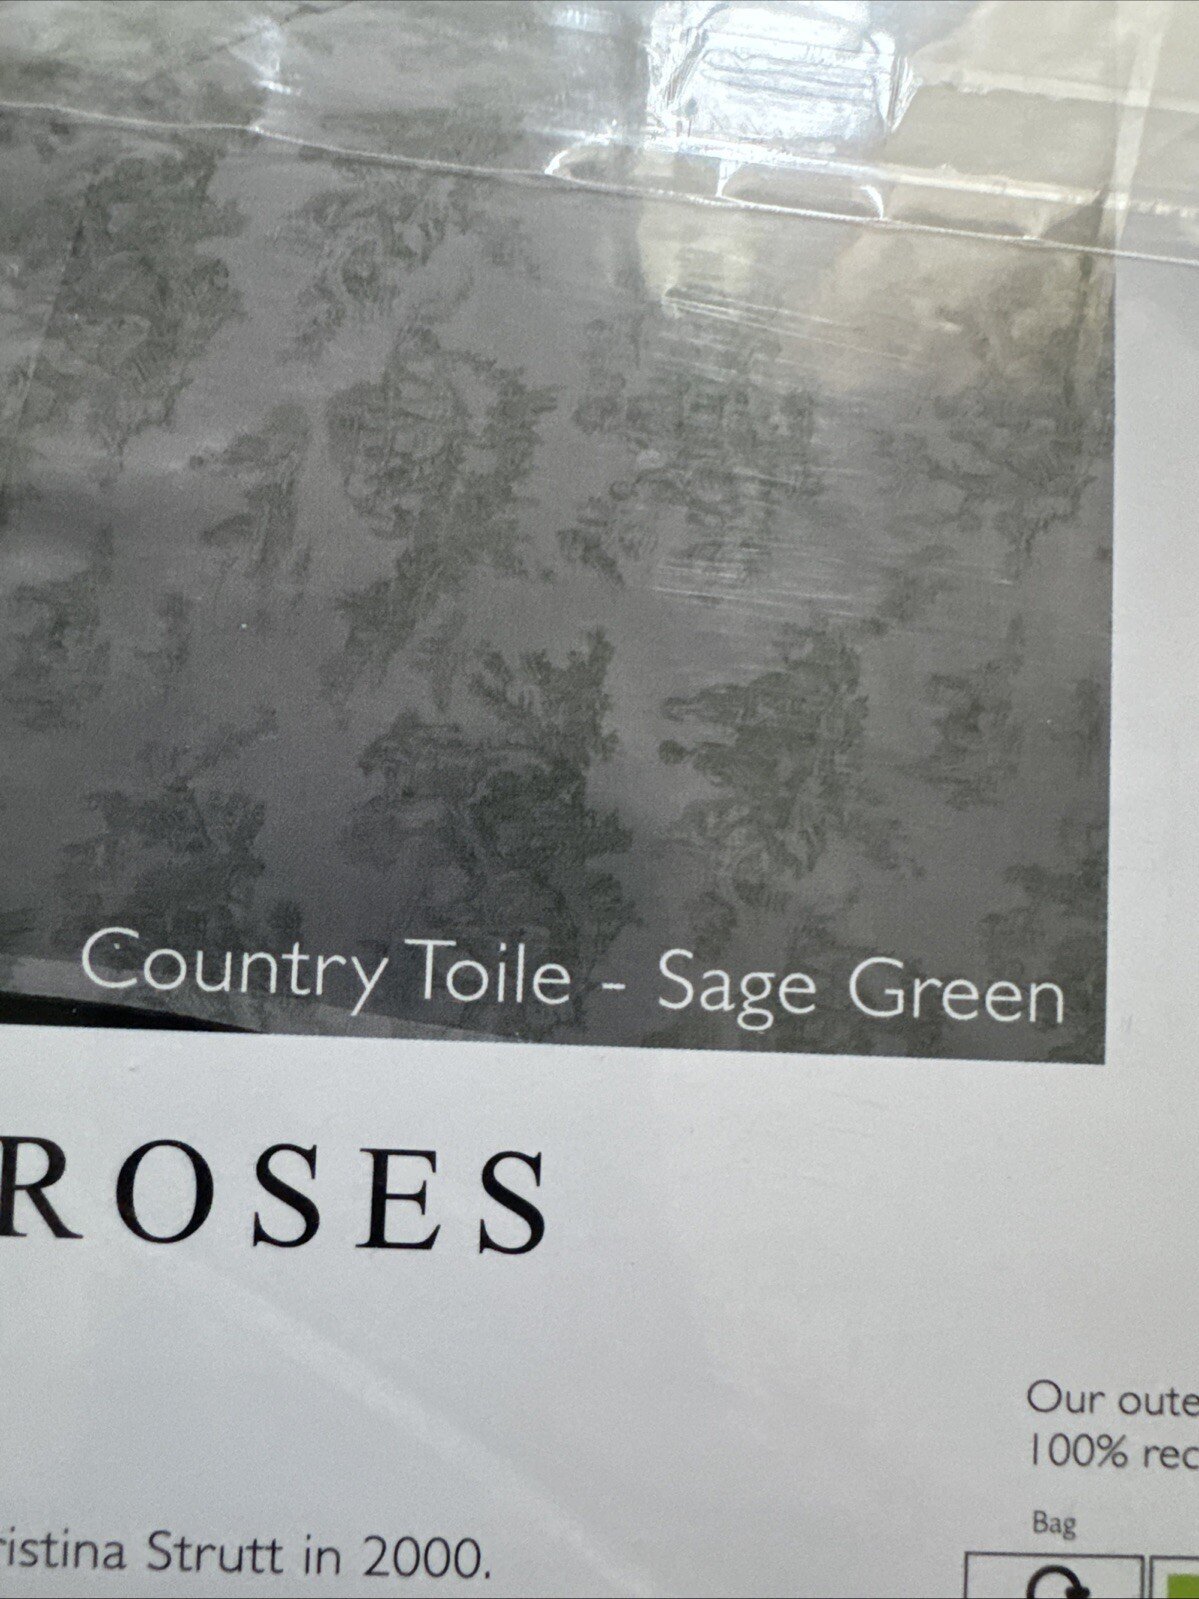 Country Toile - Sage Green
ROSES
Our oute
100% rec
Bag
ristina Strutt in 2000.